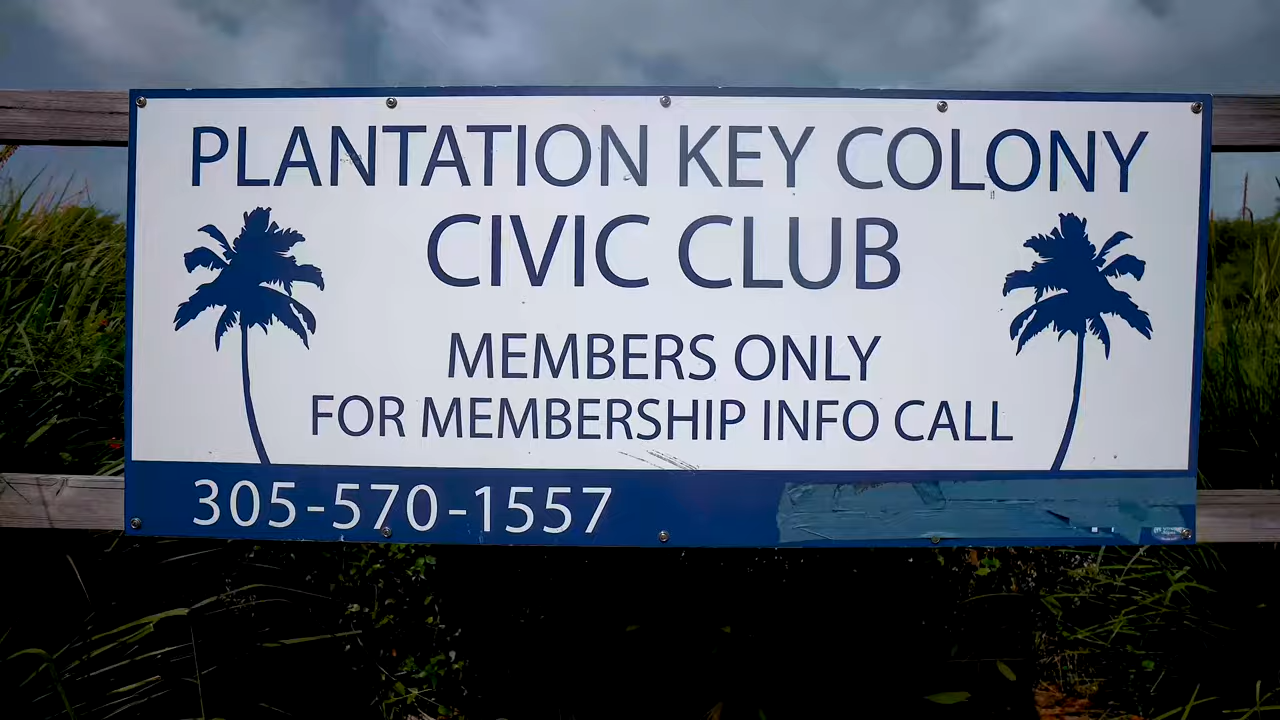 PLANTATION KEY COLONY
CIVIC CLUB
MEMBERS ONLY
FOR MEMBERSHIP INFO CALL
305-570-1557